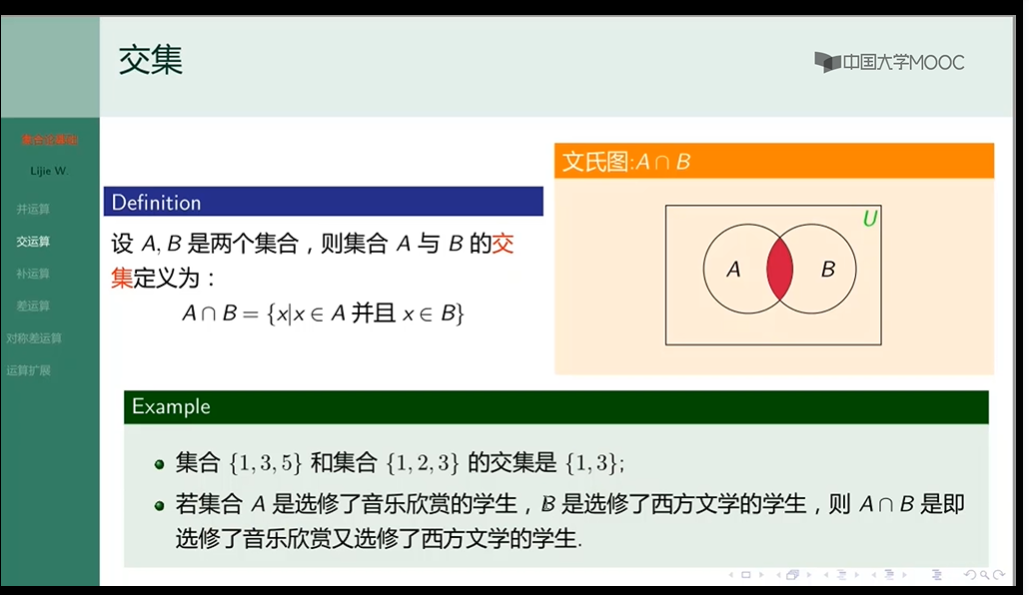 交集
中国大学MOOC
集合论基础
Lijie W.
并运算
交运算
补运算
差运算
对称差运算
运算扩展
Definition
设 A, B 是两个集合，则集合 A 与 B 的交
集定义为：
A ∩ B = {x|x ∈ A 并且 x ∈ B}
文氏图:A ∩ B
U
A
B
Example
集合 {1, 3, 5} 和集合 {1, 2, 3} 的交集是 {1, 3};
若集合 A 是选修了音乐欣赏的学生，B 是选修了西方文学的学生，则 A ∩ B 是即
选修了音乐欣赏又选修了西方文学的学生.